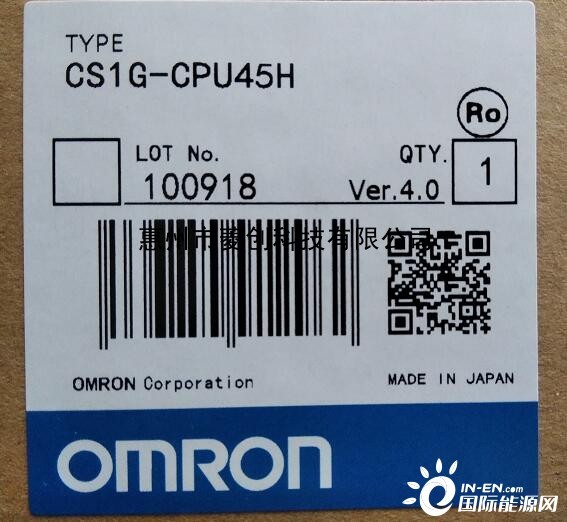 TYPE
CS1G-CPU45H
Ro
LOT No.
QTY.
100918
Ver.4.0
1
惠州市菱创科技有限公司
OMRON Corporation
MADE IN JAPAN
OMRON
IN-EN.com
国际能源网